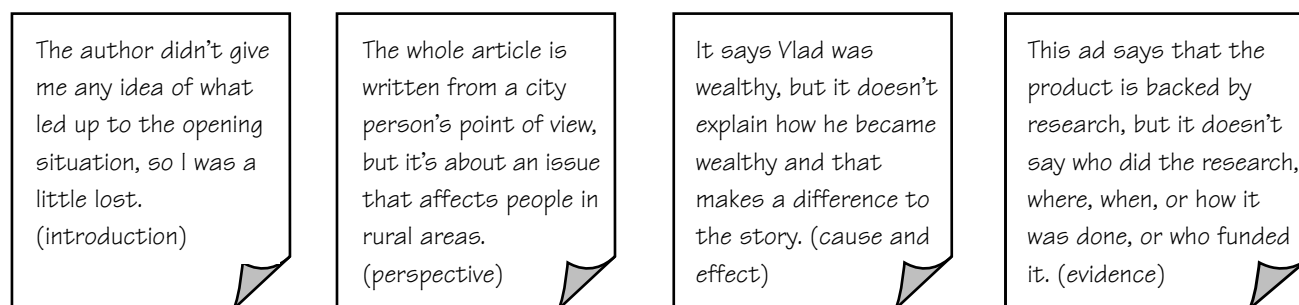 The author didn't give
me any idea of what
led up to the opening
situation, so I was a
little lost.
(introduction)
The whole article is
written from a city
person's point of view,
but it's about an issue
that affects people in
rural areas.
(perspective)
It says Vlad was
wealthy, but it doesn't
explain how he became
wealthy and that
makes a difference to
the story. (cause and
effect)
This ad says that the
product is backed by
research, but it doesn't
say who did the research,
where, when, or how it
was done, or who funded
it. (evidence)